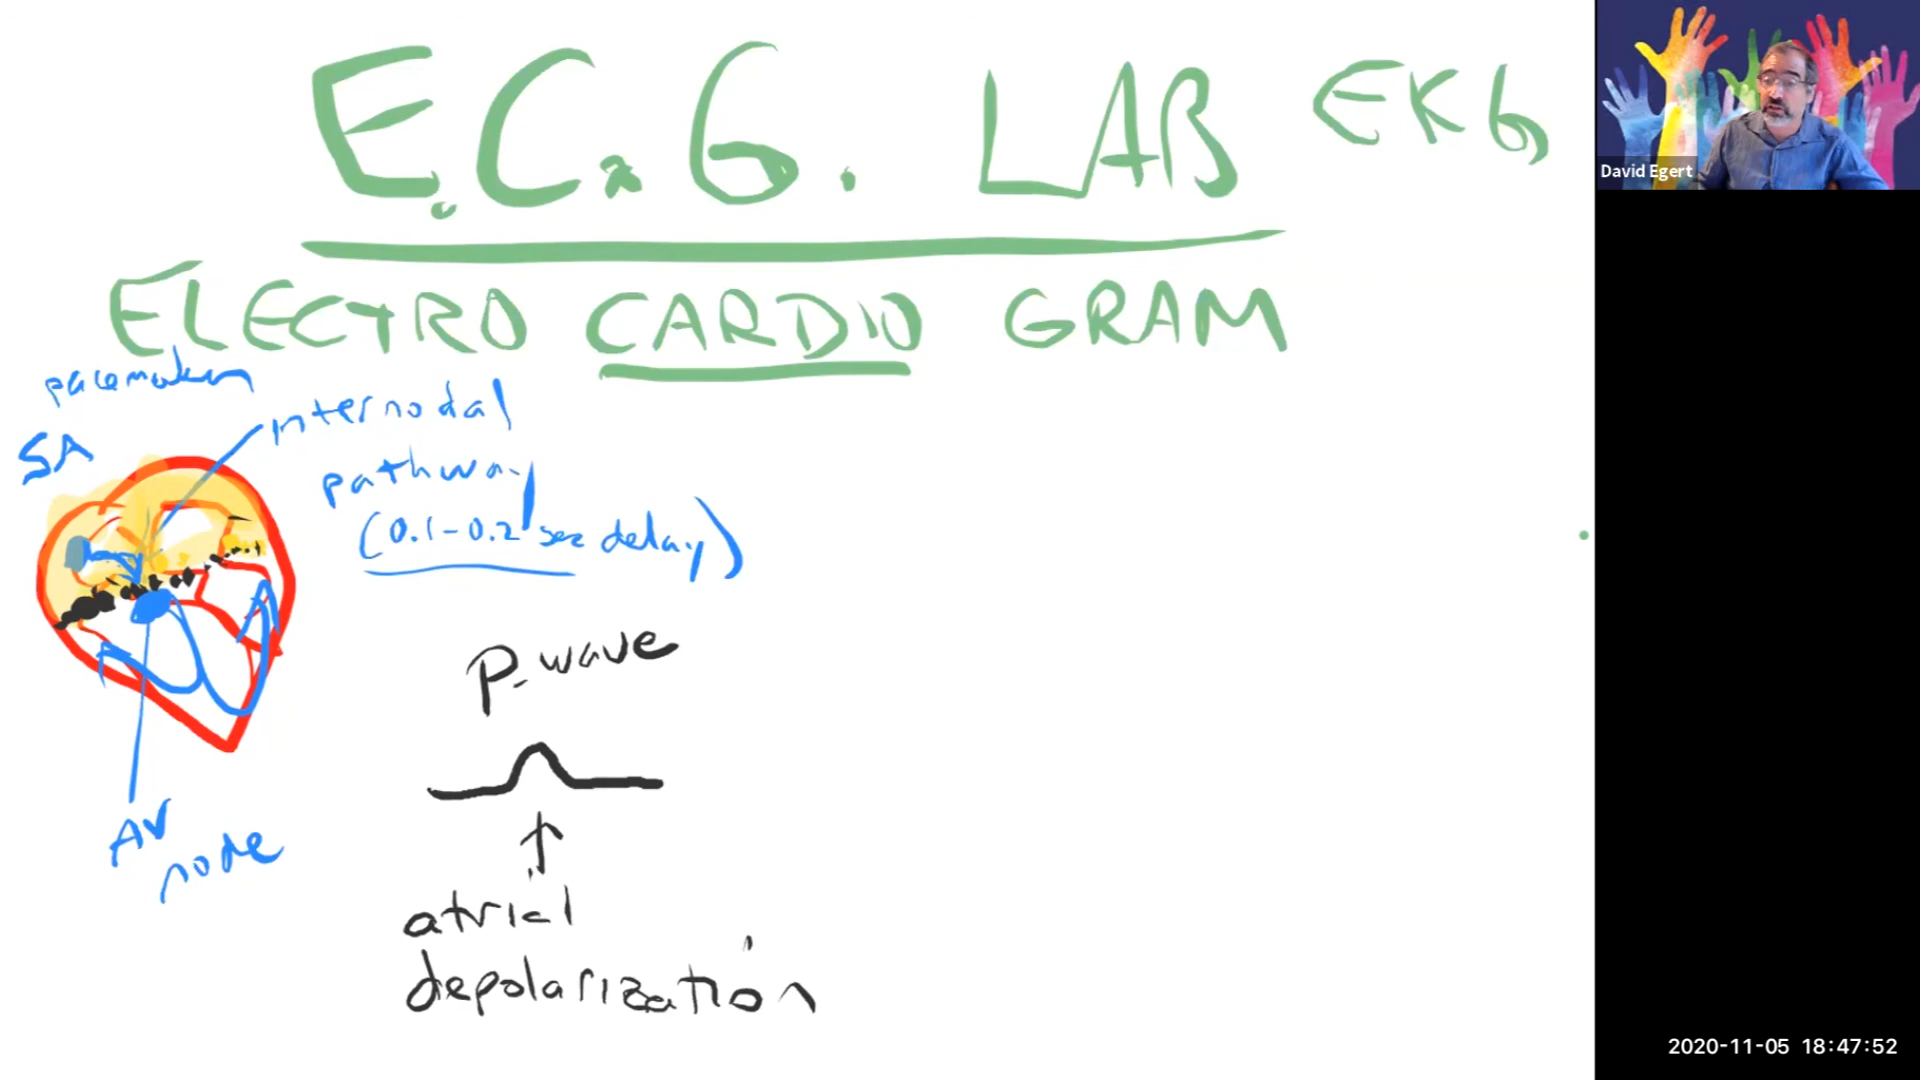 E.C.G. LAB EKG
ELECTRO CARDIO GRAM
pacemaker
SA
internodal
pathway
(0.1-0.2 sec delay)
P-wave
AV
node
atrial
depolarization
David Egert
2020-11-05 18:47:52